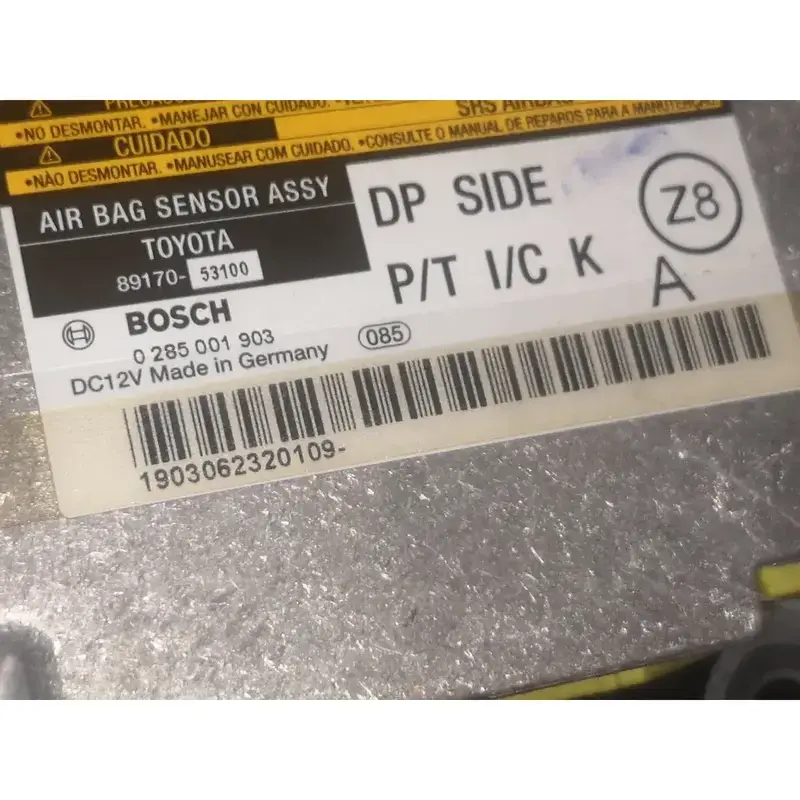 SRS AIRBAG
•NO DESMONTAR. •MANEJAR CON CUIDADO.
CUIDADO
•NÃO DESMONTAR. •MANUSEAR COM CUIDADO. •CONSULTE O MANUAL DE REPAROS PARA A MANUTENÇÃO.
AIR BAG SENSOR ASSY
TOYOTA
89170-53100
BOSCH
0 285 001 903
DC12V Made in Germany
085
DP SIDE
P/T I/C K
Z8
A
1903062320109-